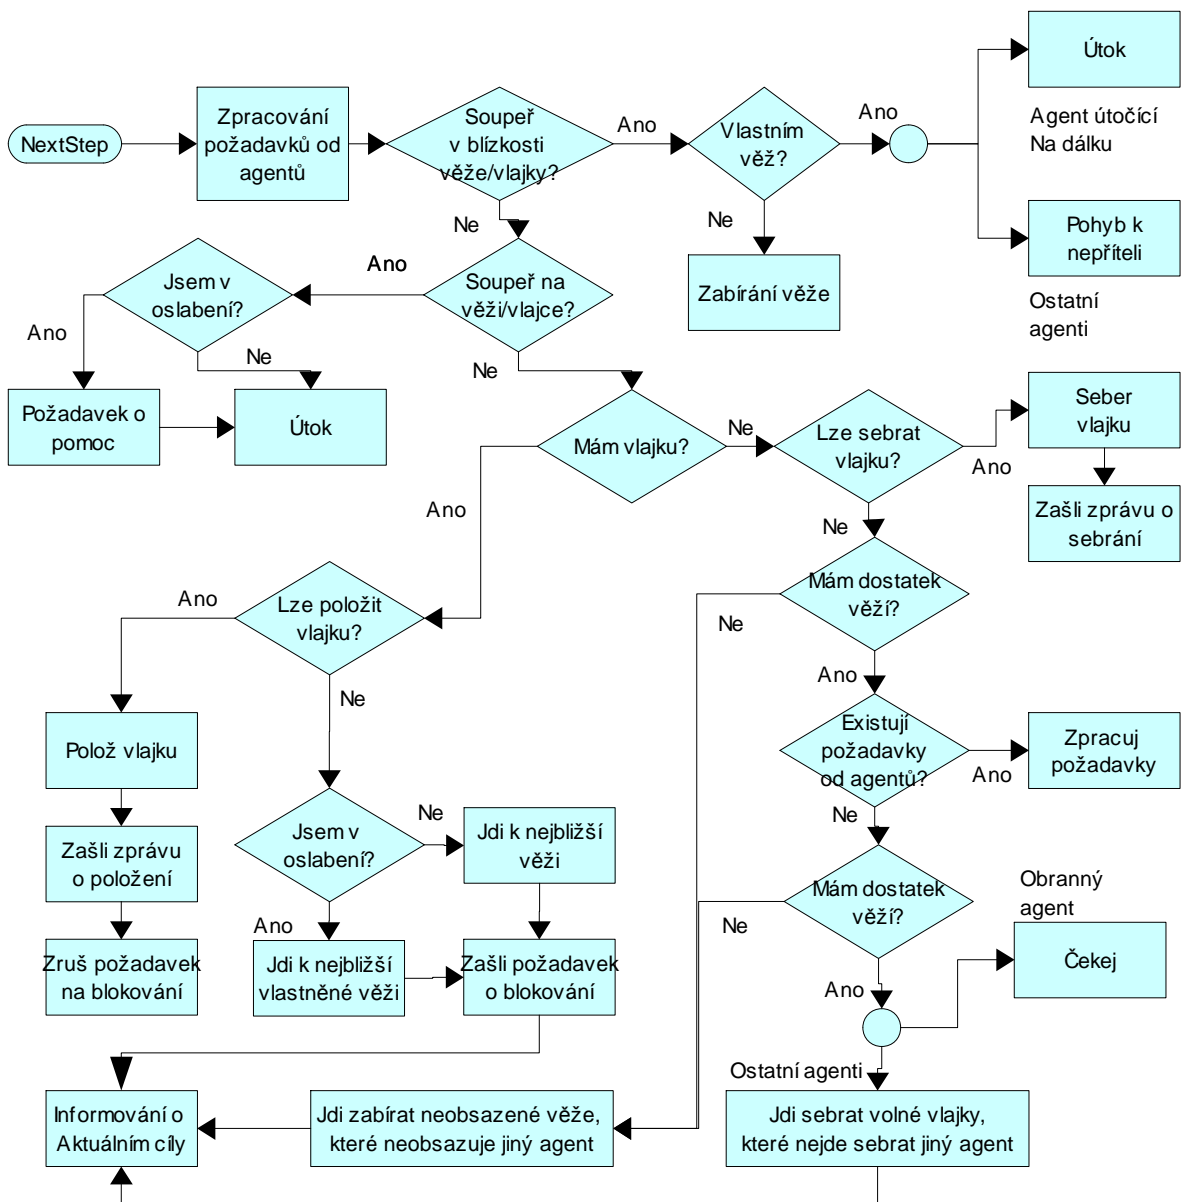 NextStep
Zpracování
požadavků od
agentů
Soupeř
v blízkosti
věže/vlajky?
Ano
Vlastním
věž?
Ano
Útok
Agent útočící
Na dálku
Ne
Ne
Pohyb k
nepříteli
Ostatní
agenti
Zabírání věže
Soupeř na
věži/vlajce?
Ano
Jsem v
oslabení?
Ano
Ne
Požadavek o
pomoc
Útok
Ne
Mám vlajku?
Ne
Lze sebrat
vlajku?
Ano
Seber
vlajku
Zašli zprávu o
sebrání
Ano
Ne
Mám dostatek
věží?
Ne
Ano
Lze položit
vlajku?
Ano
Ne
Existují
požadavky
od agentů?
Ano
Zpracuj
požadavky
Ne
Polož vlajku
Zašli zprávu
o položení
Zruš požadavek
na blokování
Jsem v
oslabení?
Ne
Jdi k nejbližší
věži
Ano
Jdi k nejbližší
vlastněné věži
Zašli požadavek
o blokování
Mám dostatek
věží?
Ne
Ano
Obranný
agent
Čekej
Ostatní agenti
Informování o
Aktuálním cíly
Jdi zabírat neobsazené věže,
které neobsazuje jiný agent
Jdi sebrat volné vlajky,
které nejde sebrat jiný agent